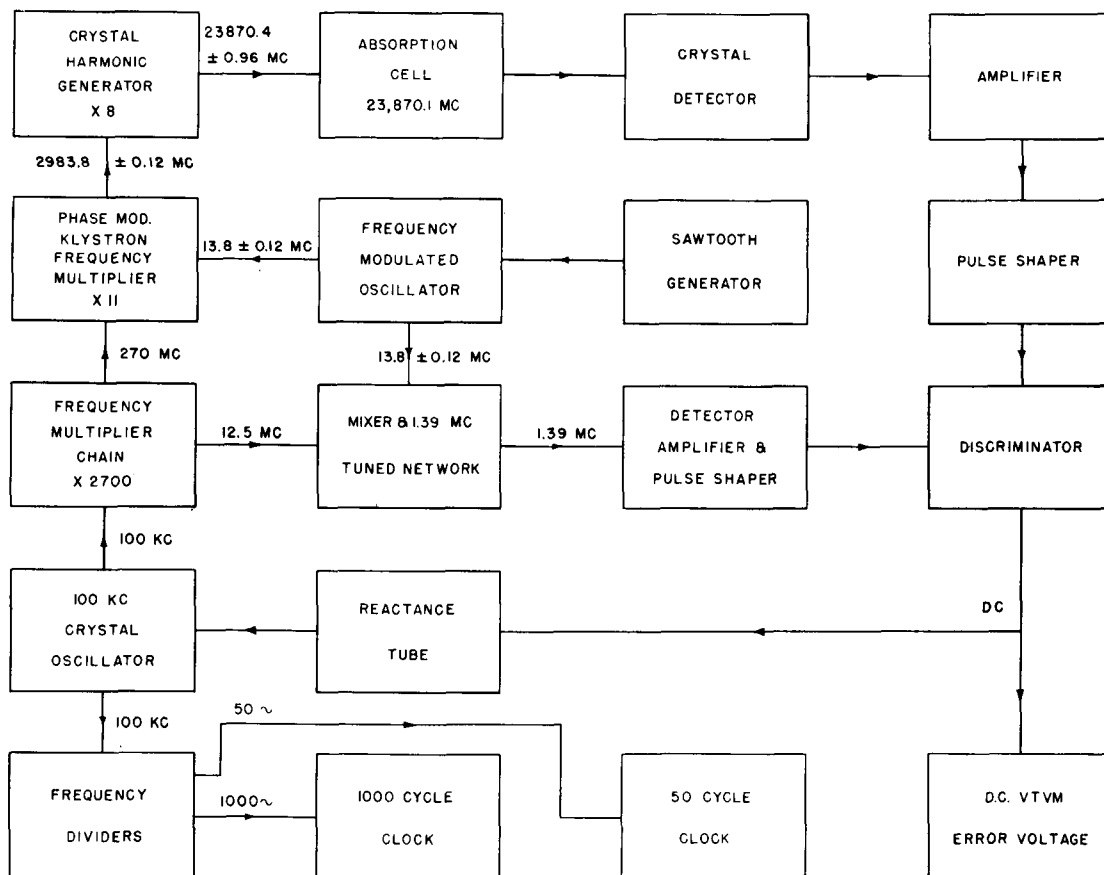 CRYSTAL
HARMONIC
GENERATOR
X 8
23870.4
± 0.96 MC
ABSORPTION
CELL
23,870.1 MC
CRYSTAL
DETECTOR
AMPLIFIER
2983.8 ± 0.12 MC
PHASE MOD.
KLYSTRON
FREQUENCY
MULTIPLIER
X 11
13.8 ± 0.12 MC
FREQUENCY
MODULATED
OSCILLATOR
SAWTOOTH
GENERATOR
PULSE SHAPER
270 MC
13.8 ± 0.12 MC
FREQUENCY
MULTIPLIER
CHAIN
X 2700
12.5 MC
MIXER & 1.39 MC
TUNED NETWORK
1.39 MC
DETECTOR
AMPLIFIER &
PULSE SHAPER
DISCRIMINATOR
100 KC
100 KC
CRYSTAL
OSCILLATOR
REACTANCE
TUBE
DC
100 KC
50 ~
FREQUENCY
DIVIDERS
1000~
1000 CYCLE
CLOCK
50 CYCLE
CLOCK
D.C. VTVM
ERROR VOLTAGE